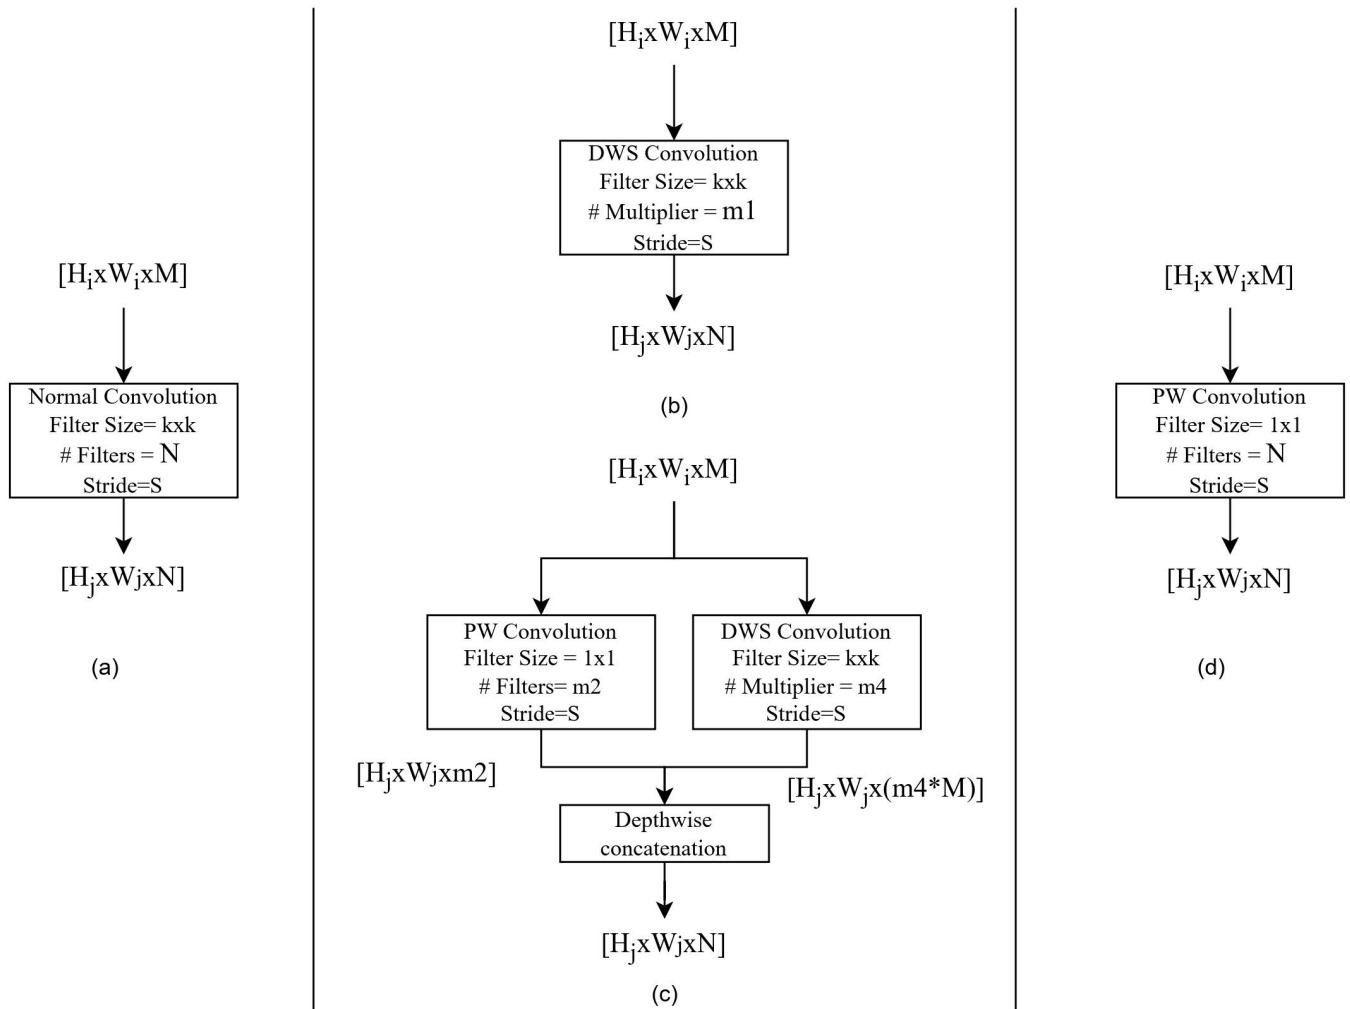 [HixWixM]
Normal Convolution
Filter Size= kxk
# Filters = N
Stride=S
[HjxWjxN]
(a)
[HixWixM]
DWS Convolution
Filter Size= kxk
# Multiplier = m1
Stride=S
[HjxWjxN]
(b)
[HixWixM]
PW Convolution
Filter Size = 1x1
# Filters= m2
Stride=S
DWS Convolution
Filter Size= kxk
# Multiplier = m4
Stride=S
[HjxWjxm2]
[HjxWjx(m4*M)]
Depthwise
concatenation
[HjxWjxN]
(c)
[HixWixM]
PW Convolution
Filter Size= 1x1
# Filters = N
Stride=S
[HjxWjxN]
(d)